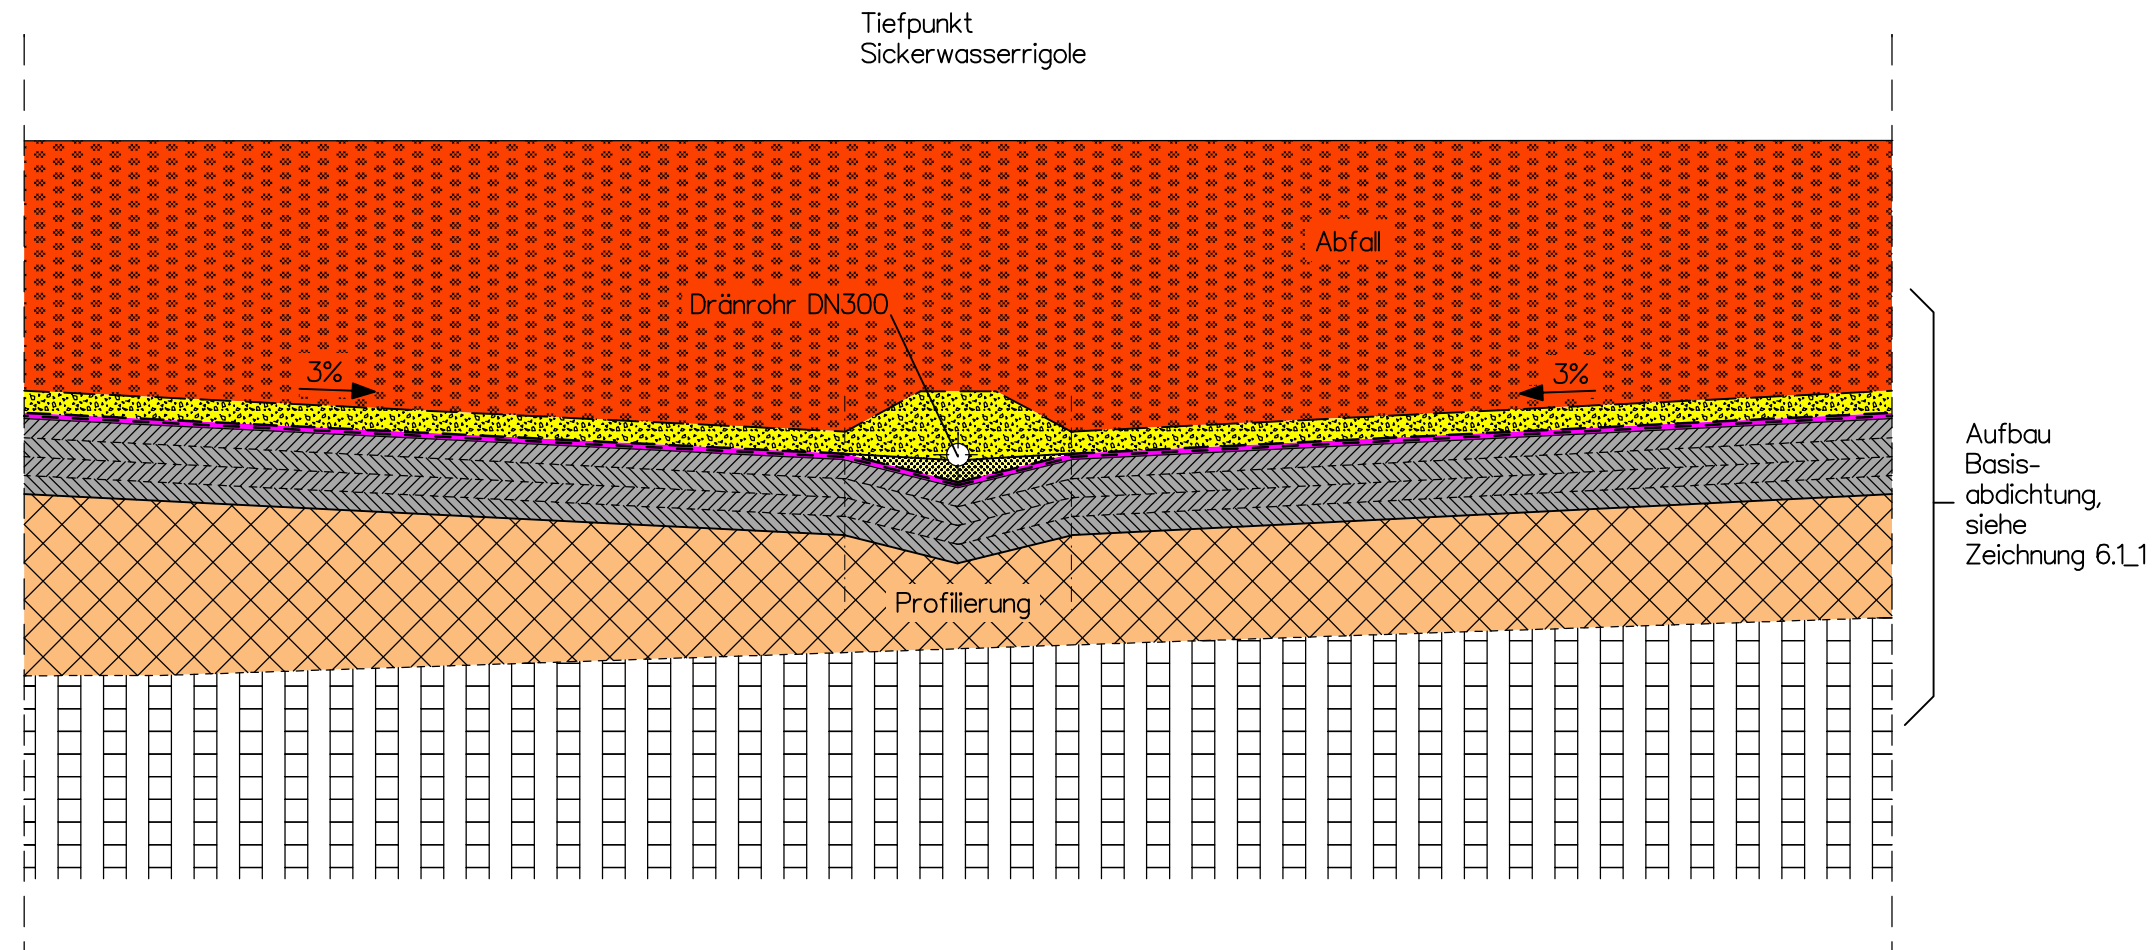 Tiefpunkt
Sickerwasserrigole
Abfall
Dränrohr DN300
3%
3%
Aufbau
Basis-
abdichtung,
siehe
Zeichnung 6.1_1
Profilierung